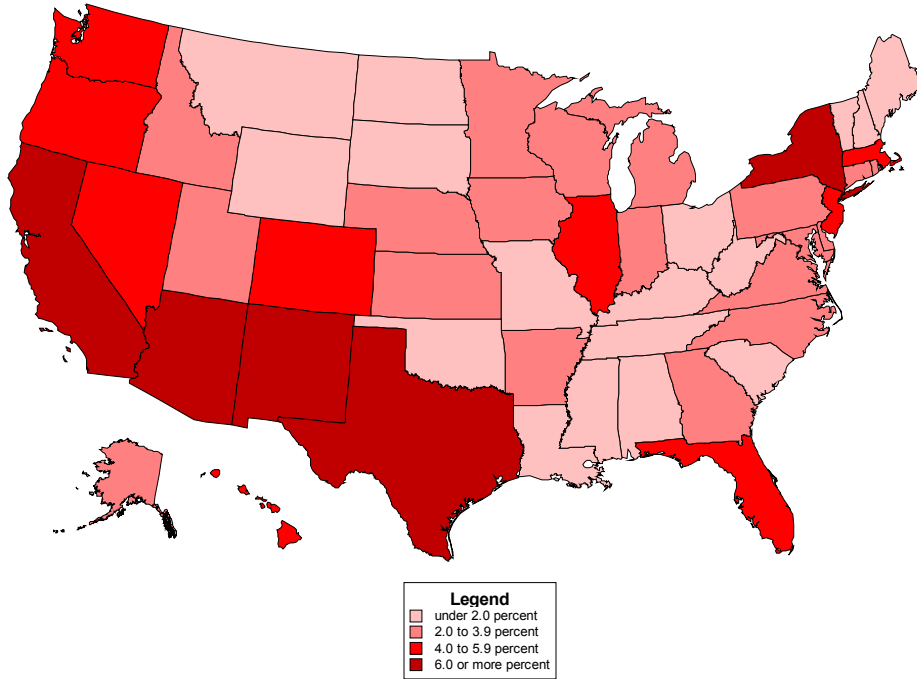 Legend
under 2.0 percent
2.0 to 3.9 percent
4.0 to 5.9 percent
6.0 or more percent